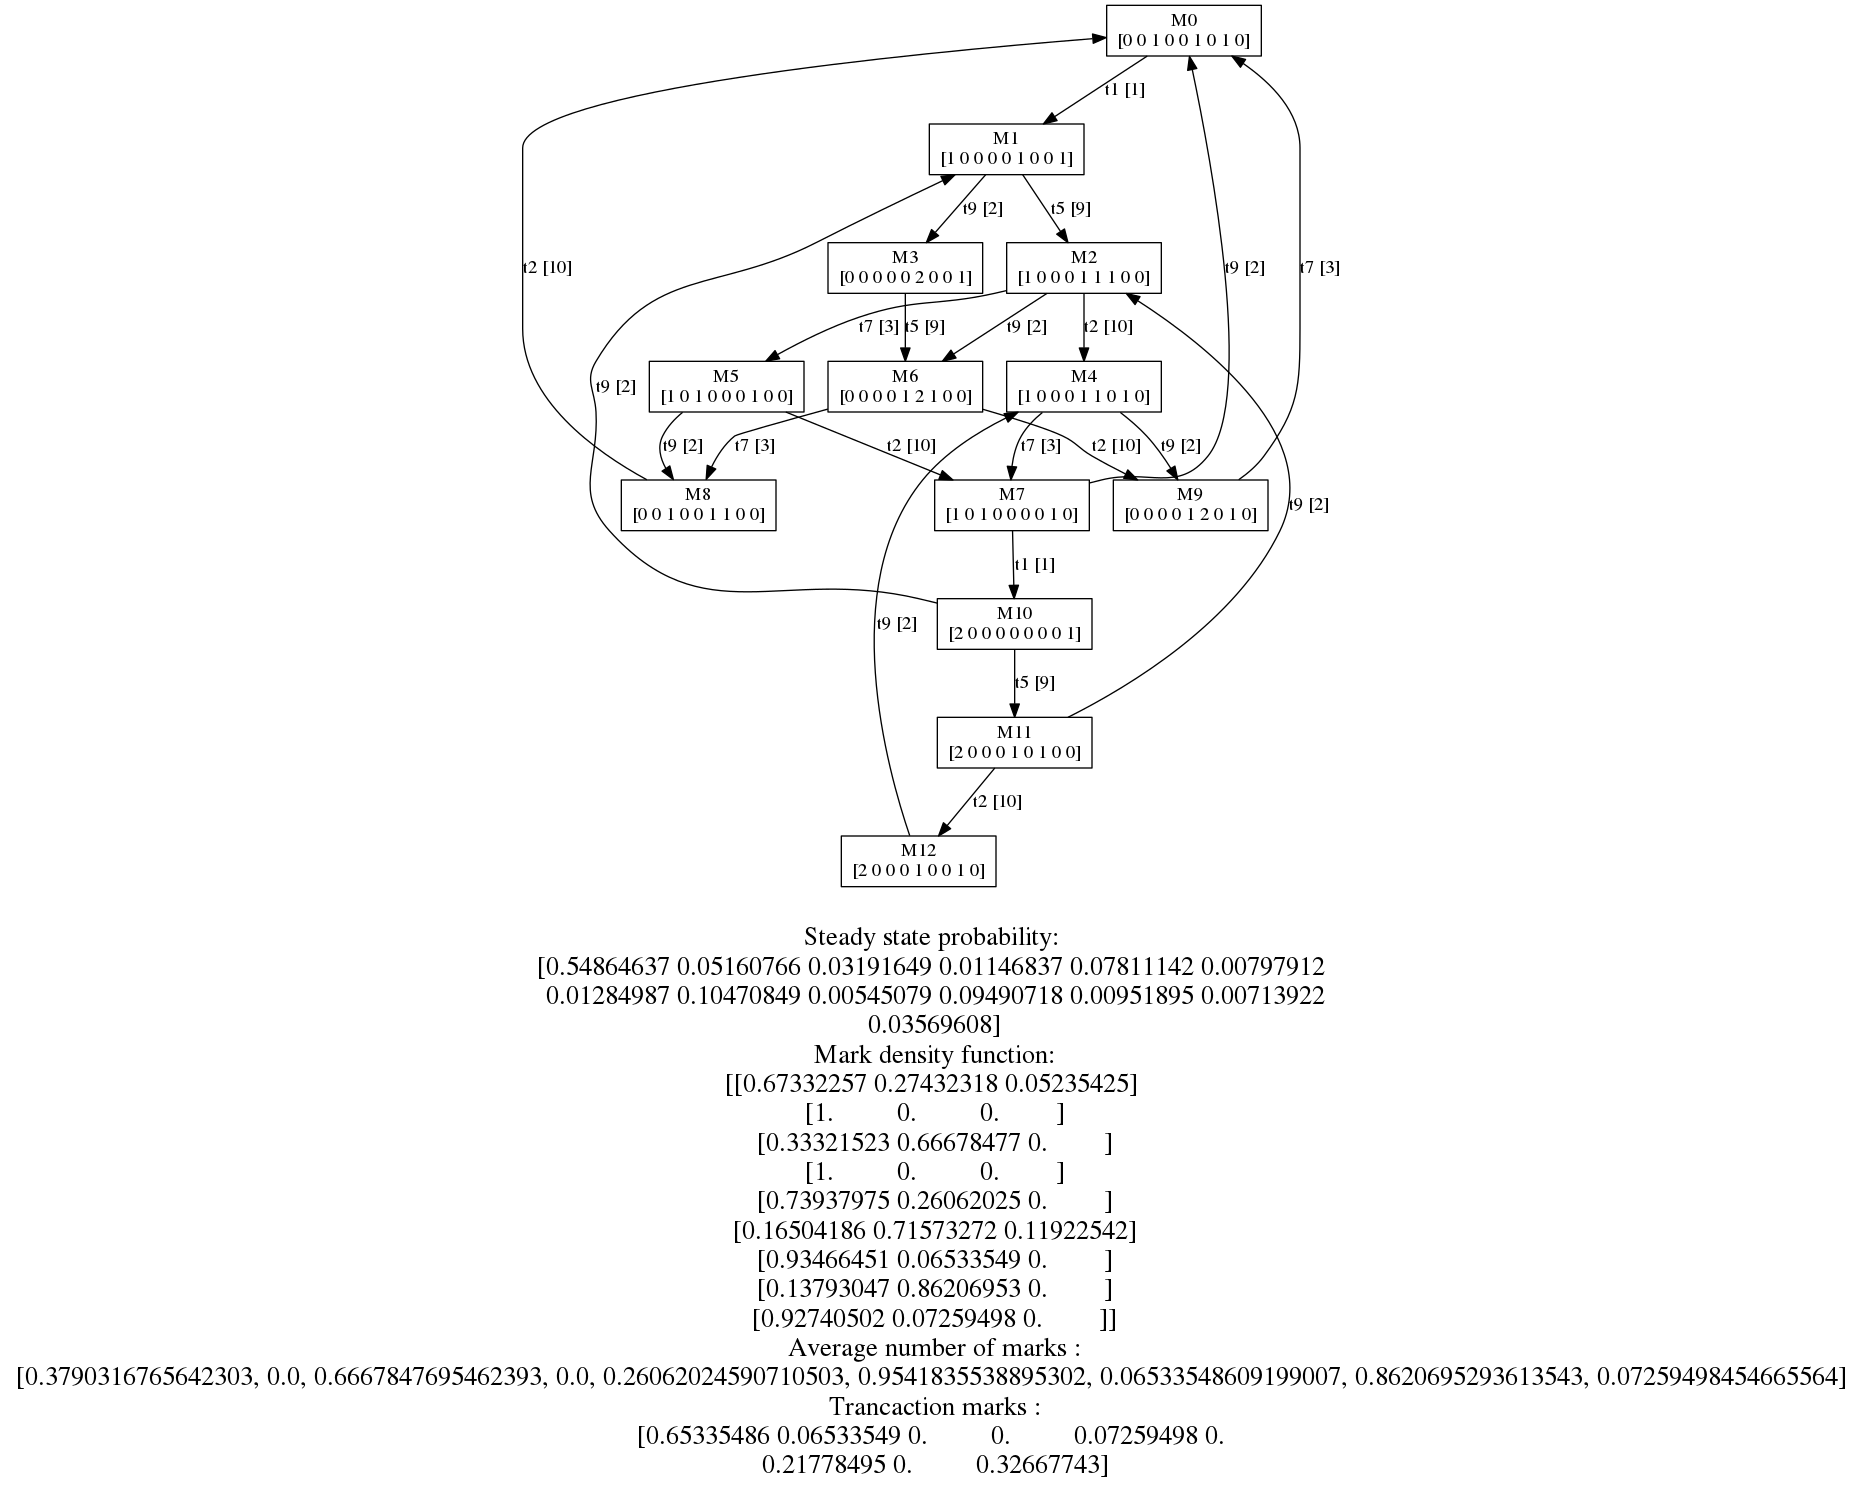 M0
[0 0 1 0 0 1 0 1 0]
t1 [1]
M1
[1 0 0 0 0 1 0 0 1]
t9 [2]
t5 [9]
M3
[0 0 0 0 0 2 0 0 1]
M2
[1 0 0 0 1 1 1 0 0]
t2 [10]
t9 [2]
t7 [3]
t7 [3]
t5 [9]
t9 [2]
t2 [10]
M5
[1 0 1 0 0 0 1 0 0]
M6
[0 0 0 0 1 2 1 0 0]
M4
[1 0 0 0 1 1 0 1 0]
t9 [2]
t9 [2]
t7 [3]
t2 [10]
t7 [3]
t2 [10]
t9 [2]
M8
[0 0 1 0 0 1 1 0 0]
M7
[1 0 1 0 0 0 0 1 0]
M9
[0 0 0 0 1 2 0 1 0]
t9 [2]
t1 [1]
M10
[2 0 0 0 0 0 0 0 1]
t9 [2]
t5 [9]
M11
[2 0 0 0 1 0 1 0 0]
t2 [10]
M12
[2 0 0 0 1 0 0 1 0]
Steady state probability:
[0.54864637 0.05160766 0.03191649 0.01146837 0.07811142 0.00797912
0.01284987 0.10470849 0.00545079 0.09490718 0.00951895 0.00713922
0.03569608]
Mark density function:
[[0.67332257 0.27432318 0.05235425]
[1. 0. 0. ]
[0.33321523 0.66678477 0. ]
[1. 0. 0. ]
[0.73937975 0.26062025 0. ]
[0.16504186 0.71573272 0.11922542]
[0.93466451 0.06533549 0. ]
[0.13793047 0.86206953 0. ]
[0.92740502 0.07259498 0. ]]
Average number of marks :
[0.3790316765642303, 0.0, 0.6667847695462393, 0.0, 0.26062024590710503, 0.9541835538895302, 0.06533548609199007, 0.8620695293613543, 0.07259498454665564]
Trancaction marks :
[0.65335486 0.06533549 0. 0. 0.07259498 0.
0.21778495 0. 0.32667743]